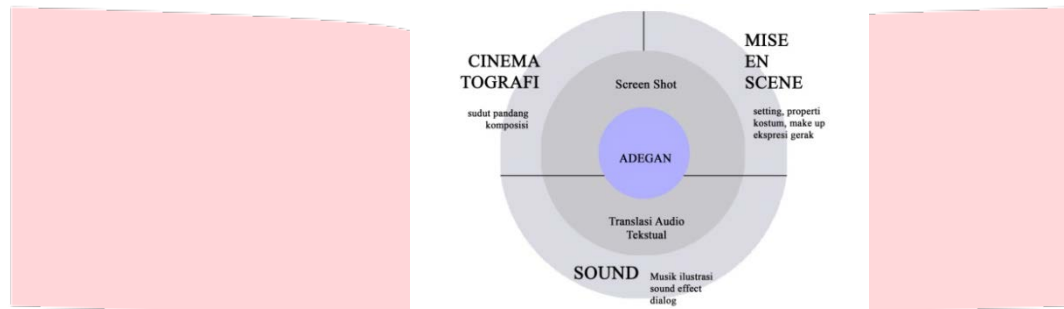 CINEMA
TOGRAFI
sudut pandang
komposisi
MISE
EN
SCENE
setting, properti
kostum, make up
ekspresi gerak
Screen Shot
ADEGAN
Translasi Audio
Tekstual
SOUND
Musik ilustrasi
sound effect
dialog